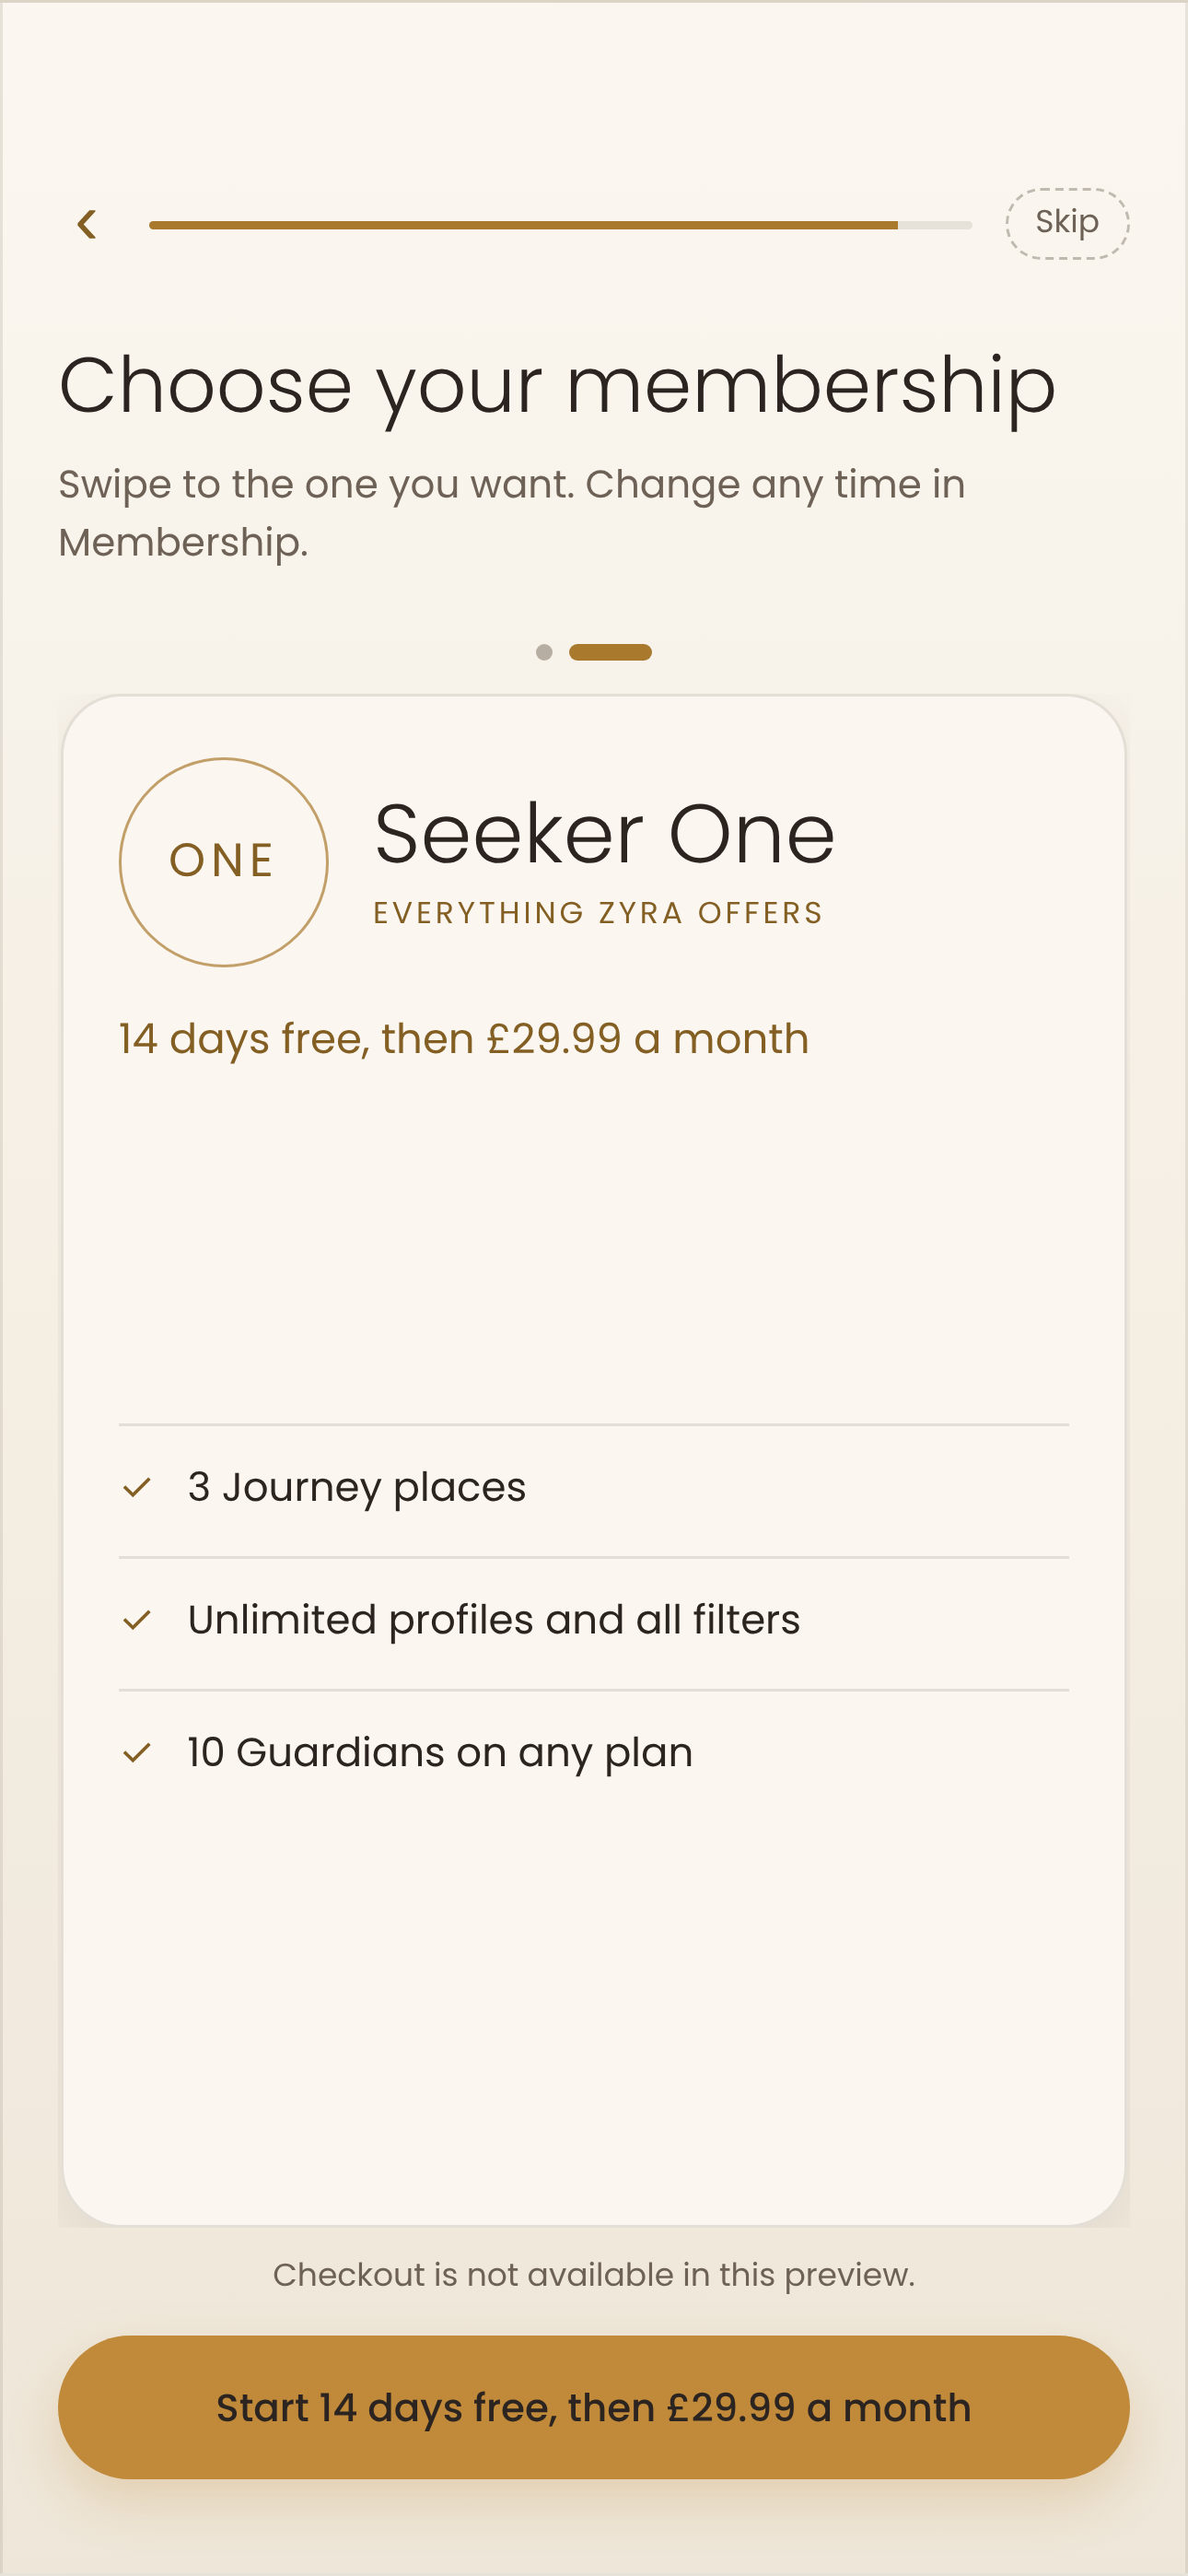 Skip
Choose your membership
Swipe to the one you want. Change any time in
Membership.
ONE
Seeker One
EVERYTHING ZYRA OFFERS
14 days free, then £29.99 a month
3 Journey places
Unlimited profiles and all filters
10 Guardians on any plan
Checkout is not available in this preview.
Start 14 days free, then £29.99 a month